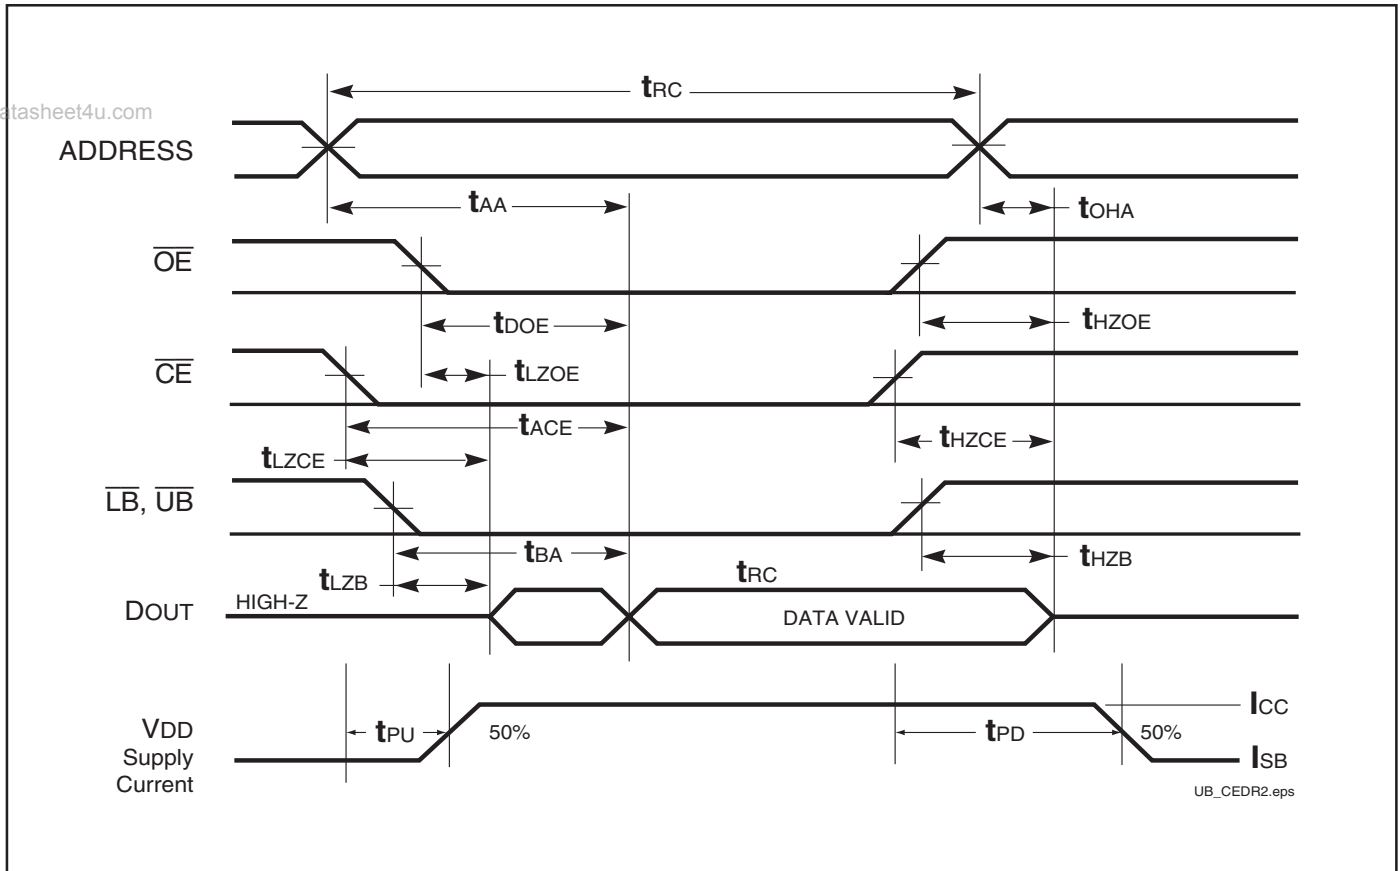 tRC
atasheet4u.com
ADDRESS
tAA
tOHA
OE
tDOE
tHZOE
CE
tLZOE
tACE
tHZCE
tLZCE
LB, UB
tBA
tHZB
tLZB
tRC
DOUT
HIGH-Z
DATA VALID
ICC
VDD
tPU
50%
tPD
50%
Supply
ISB
Current
UB_CEDR2.eps